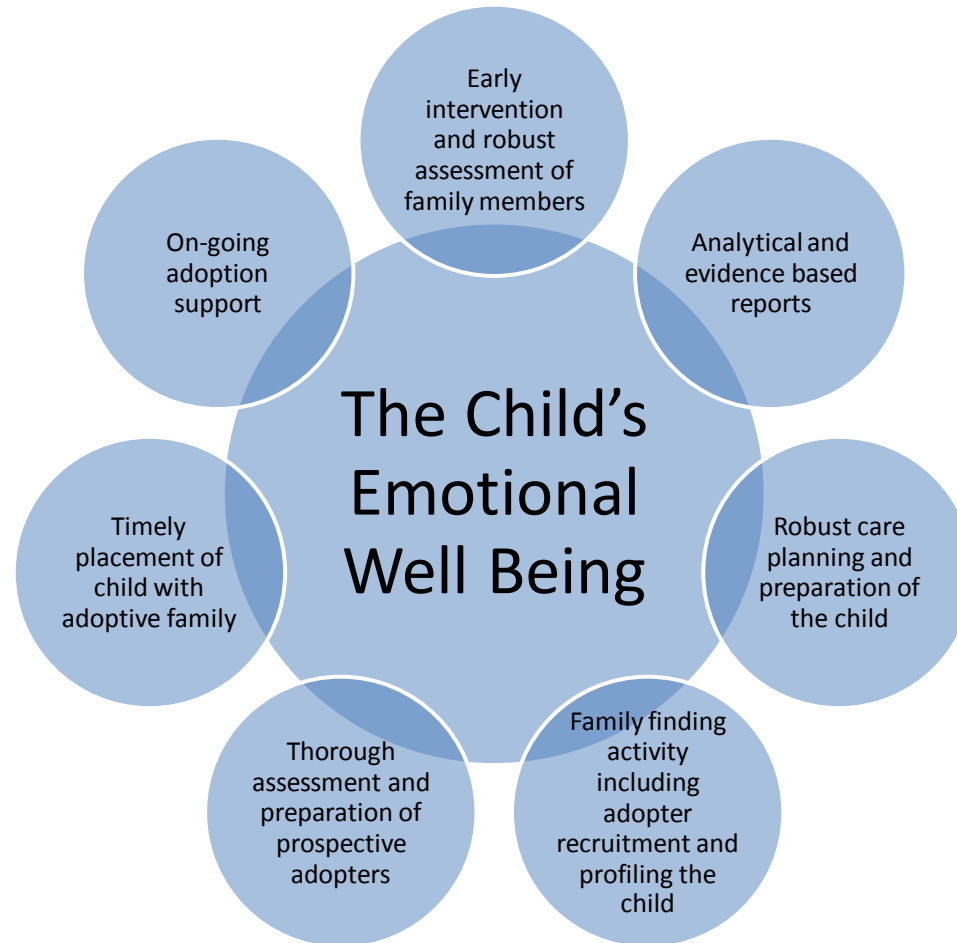 Early
intervention
and robust
assessment of
family members
On-going
adoption
support
Analytical and
evidence based
reports
The Child’s
Emotional
Well Being
Timely
placement of
child with
adoptive family
Robust care
planning and
preparation of
the child
Thorough
assessment and
preparation of
prospective
adopters
Family finding
activity
including
adopter
recruitment and
profiling the
child